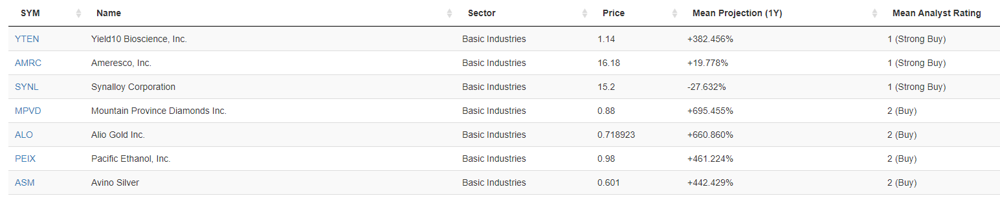 SYM Name Sector Price Mean Projection (1Y) Mean Analyst Rating
YTEN Yield10 Bioscience, Inc. Basic Industries 1.14 +382.456% 1 (Strong Buy)
AMRC Ameresco, Inc. Basic Industries 16.18 +19.778% 1 (Strong Buy)
SYNL Synalloy Corporation Basic Industries 15.2 -27.632% 1 (Strong Buy)
MPVD Mountain Province Diamonds Inc. Basic Industries 0.88 +695.455% 2 (Buy)
ALO Alio Gold Inc. Basic Industries 0.718923 +660.860% 2 (Buy)
PEIX Pacific Ethanol, Inc. Basic Industries 0.98 +461.224% 2 (Buy)
ASM Avino Silver Basic Industries 0.601 +442.429% 2 (Buy)